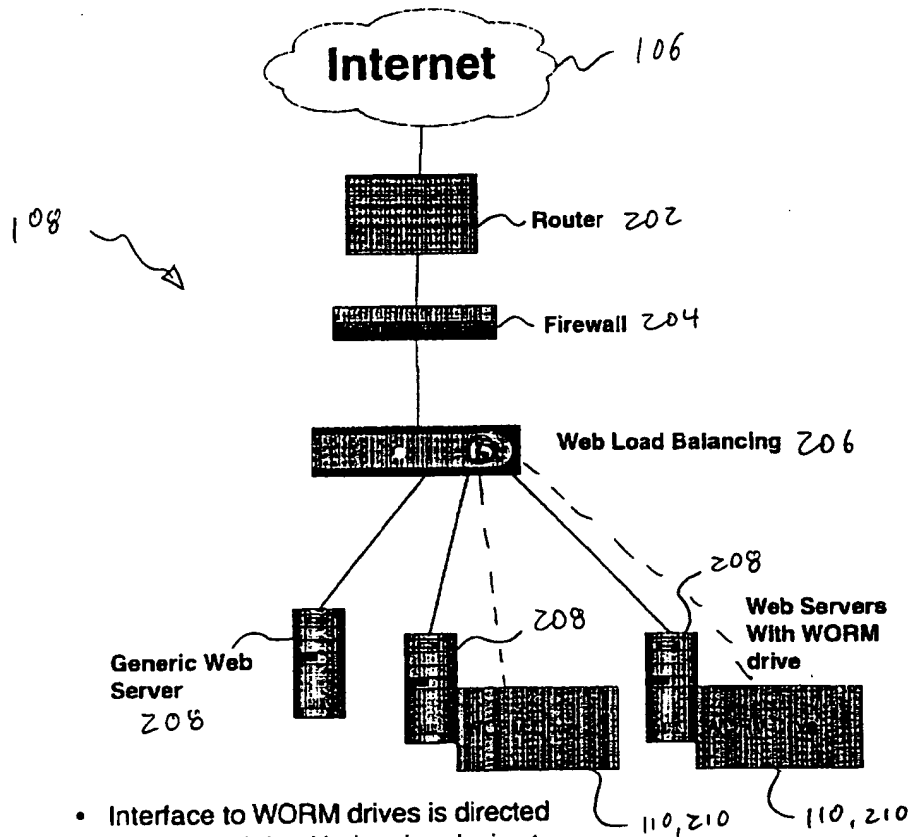 Internet
106
Router 202
108
Firewall 204
Web Load Balancing 206
208
208
Web Servers
With WORM
drive
Generic Web
Server
208
• Interface to WORM drives is directed
110, 210
110, 210